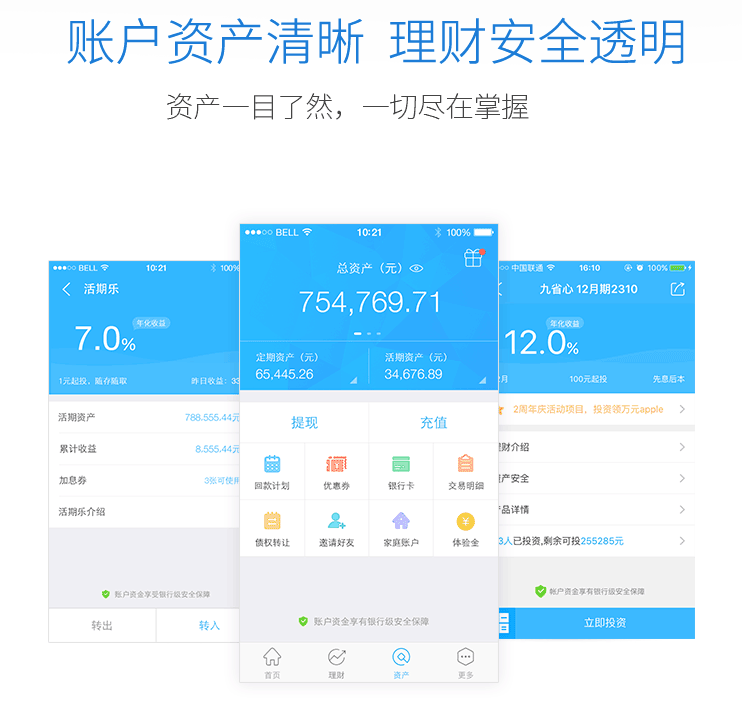 账户资产清晰 理财安全透明
资产一目了然，一切尽在掌握
BELL 10:21 100%
活期乐
年化收益
7.0%
1元起投，随存随取 昨日收益：33
活期资产 788.555.44元
累计收益 8.555.44元
加息券 3张可使用
活期乐介绍
账户资金享受银行级安全保障
转出 转入
BELL 10:21 100%
总资产（元）
754,769.71
定期资产（元） 活期资产（元）
65,445.26 34,676.89
提现 充值
回款计划 优惠券 银行卡 交易明细
债权转让 邀请好友 家庭账户 体验金
账户资金享有银行级安全保障
首页 理财 资产 更多
中国联通 16:10 100%
九省心 12月期2310
年化收益
12.0%
月 100元起投 先息后本
2周年庆活动项目，投资领万元apple
财介绍
产安全
品详情
3人已投资,剩余可投255285元
帐户资金享有银行级安全保障
立即投资